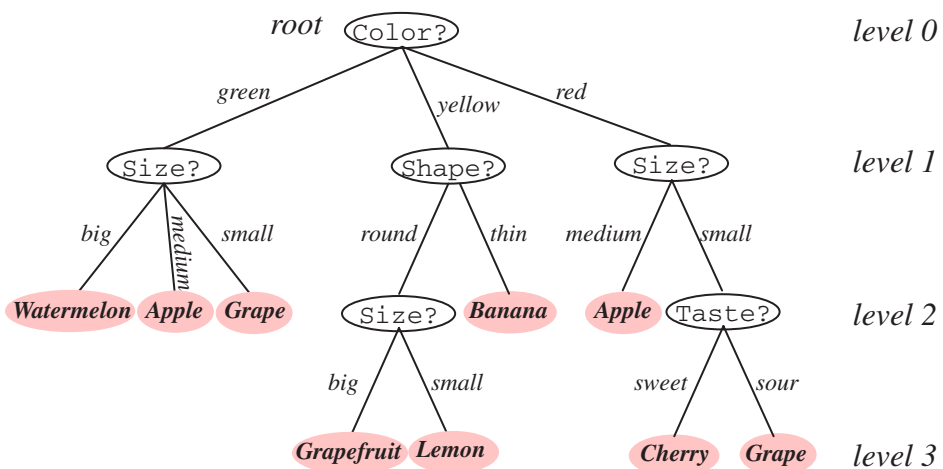 root Color? level 0
green yellow red
Size? Shape? Size? level 1
big medium small round thin medium small
Watermelon Apple Grape Size? Banana Apple Taste? level 2
big small sweet sour
Grapefruit Lemon Cherry Grape level 3